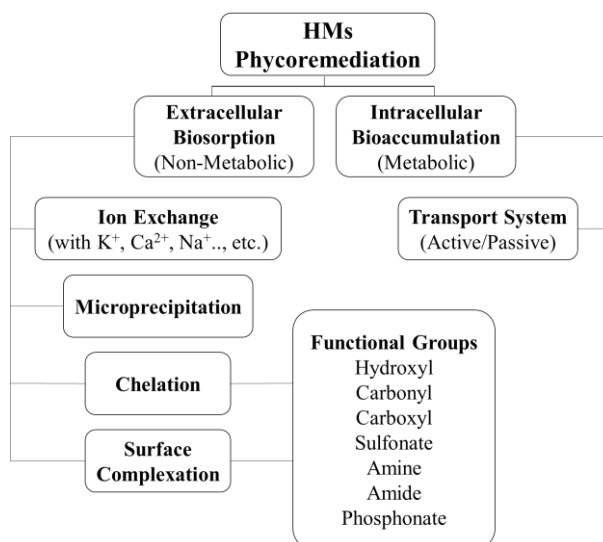 HMs
Phycoremediation
Extracellular
Biosorption
(Non-Metabolic)
Intracellular
Bioaccumulation
(Metabolic)
Ion Exchange
(with K⁺, Ca²⁺, Na⁺.., etc.)
Transport System
(Active/Passive)
Microprecipitation
Chelation
Surface
Complexation
Functional Groups
Hydroxyl
Carbonyl
Carboxyl
Sulfonate
Amine
Amide
Phosphonate